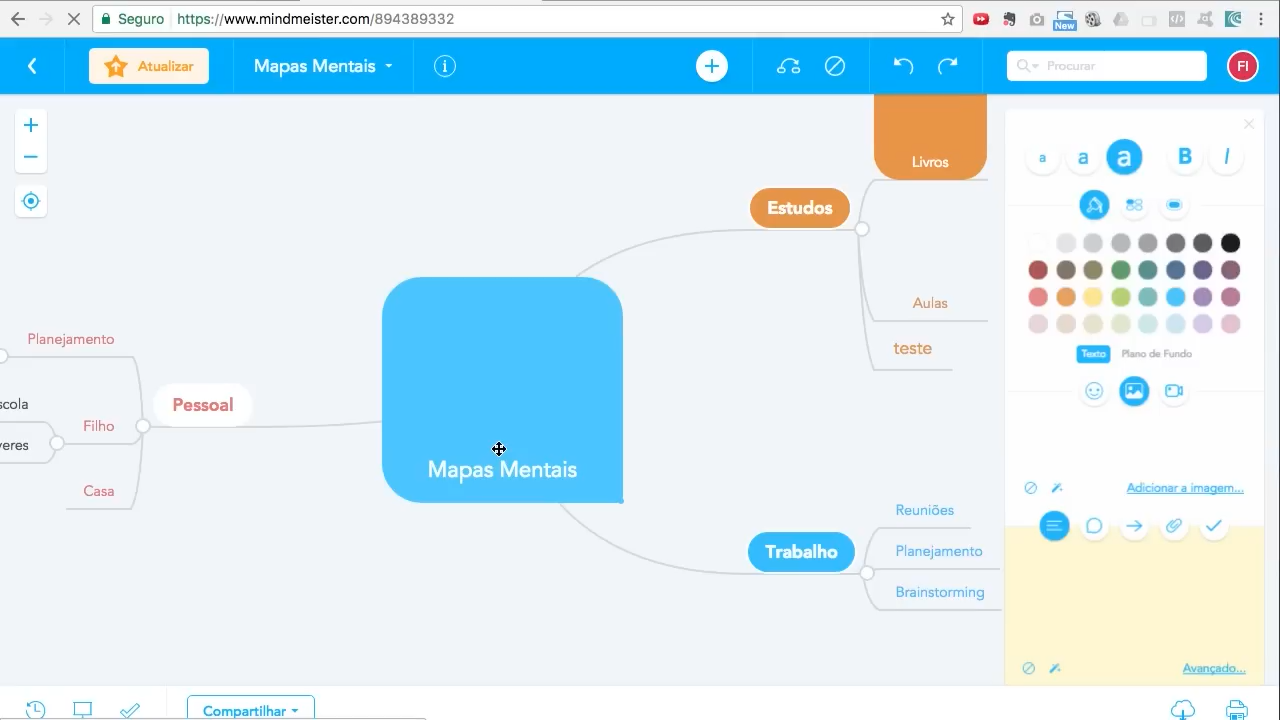 Seguro https://www.mindmeister.com/894389332
New
Atualizar
Mapas Mentais
Procurar
FI
Livros
a a a B I
Estudos
Aulas
Planejamento
teste
Texto Plano de Fundo
scola
Pessoal
Filho
veres
Mapas Mentais
Casa
Adicionar a imagem...
Reuniões
Trabalho
Planejamento
Brainstorming
Avançado...
Compartilhar